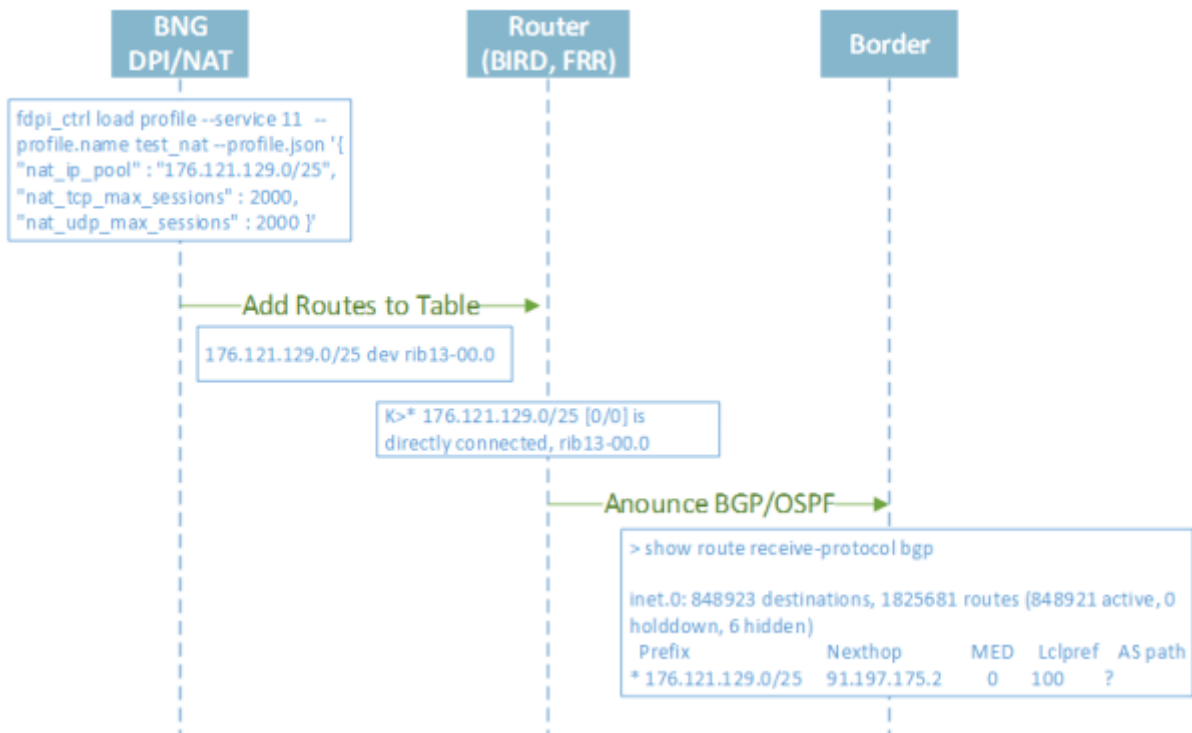 BNG
DPI/NAT
Router
(BIRD, FRR)
Border
fdpi_ctrl load profile --service 11 --
profile.name test_nat --profile.json '{
"nat_ip_pool" : "176.121.129.0/25",
"nat_tcp_max_sessions" : 2000,
"nat_udp_max_sessions" : 2000 }'
Add Routes to Table
176.121.129.0/25 dev rib13-00.0
K>* 176.121.129.0/25 [0/0] is
directly connected, rib13-00.0
Anounce BGP/OSPF
> show route receive-protocol bgp
inet.0: 848923 destinations, 1825681 routes (848921 active, 0
holddown, 6 hidden)
Prefix Nexthop MED Lclpref AS path
* 176.121.129.0/25 91.197.175.2 0 100 ?